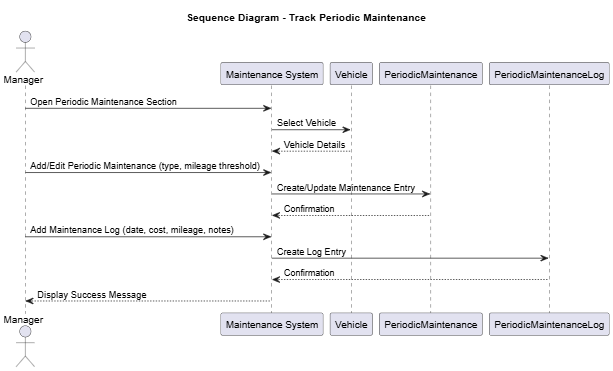 Sequence Diagram - Track Periodic Maintenance
Manager
Maintenance System
Vehicle
PeriodicMaintenance
PeriodicMaintenanceLog
Open Periodic Maintenance Section
Select Vehicle
Vehicle Details
Add/Edit Periodic Maintenance (type, mileage threshold)
Create/Update Maintenance Entry
Confirmation
Add Maintenance Log (date, cost, mileage, notes)
Create Log Entry
Confirmation
Display Success Message
Manager
Maintenance System
Vehicle
PeriodicMaintenance
PeriodicMaintenanceLog